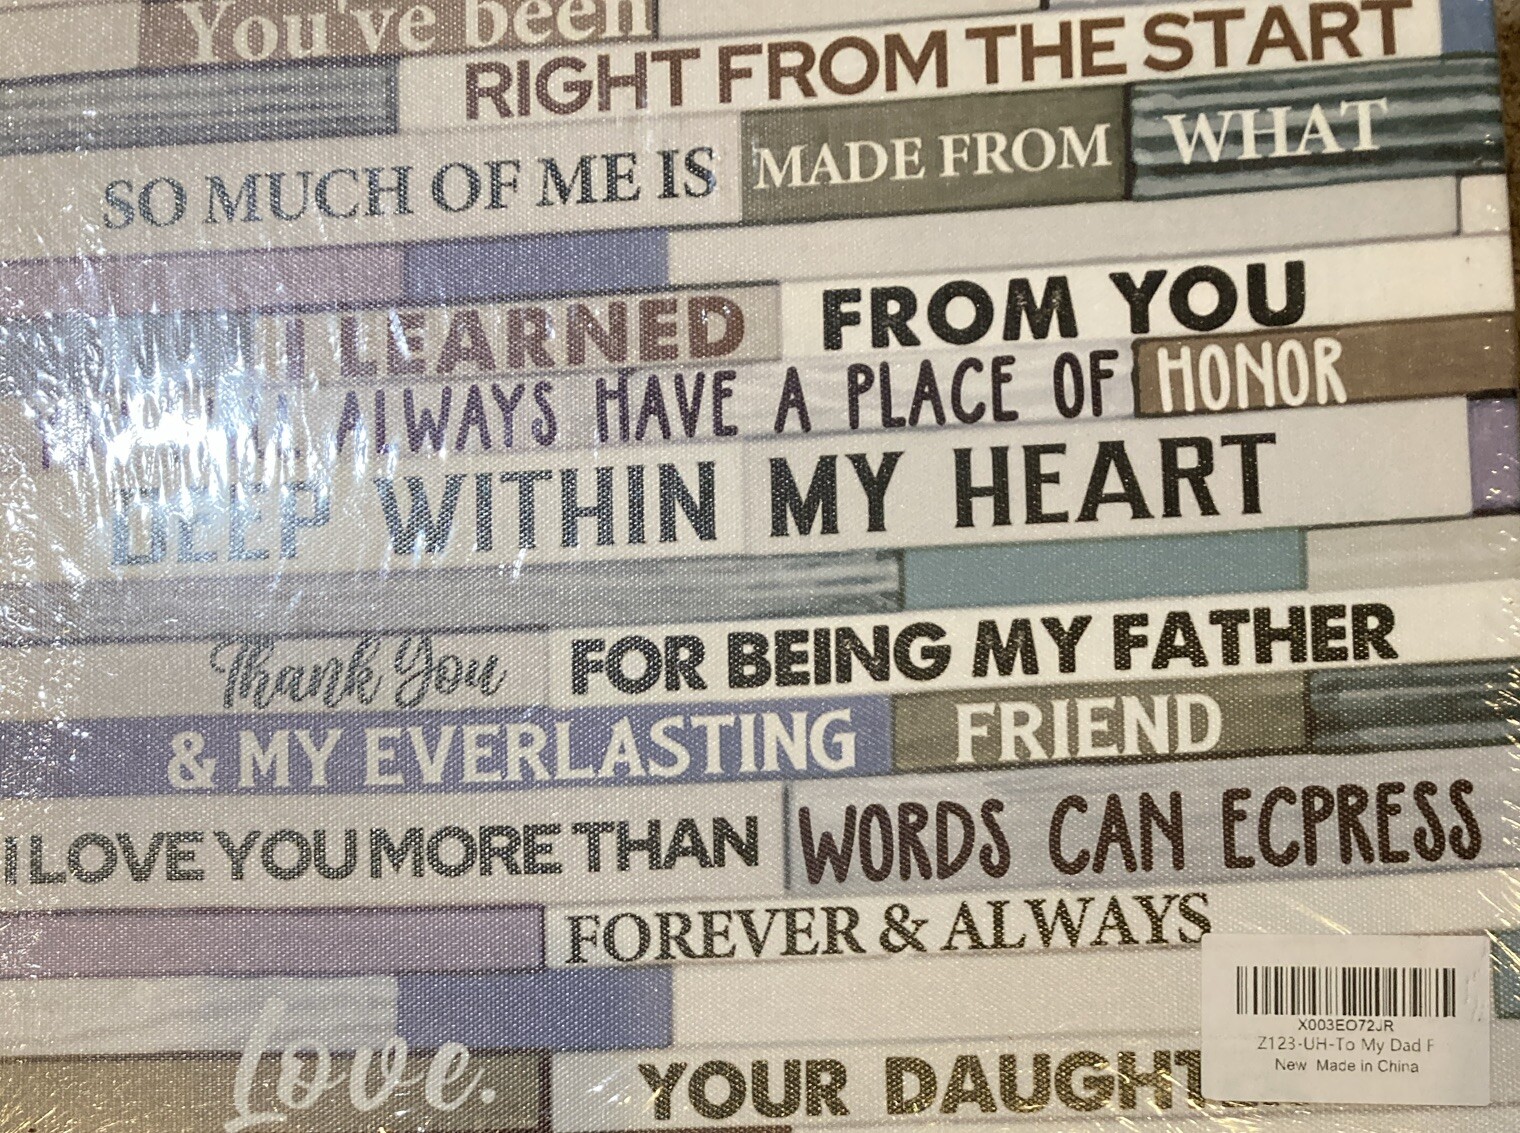 You've been
RIGHT FROM THE START
SO MUCH OF ME IS MADE FROM WHAT
I LEARNED FROM YOU
ALWAYS HAVE A PLACE OF HONOR
DEEP WITHIN MY HEART
Thank You FOR BEING MY FATHER
& MY EVERLASTING FRIEND
I LOVE YOU MORE THAN WORDS CAN ECPRESS
FOREVER & ALWAYS
Love. YOUR DAUGHT
X003EO72JR
Z123-UH-To My Dad F
New Made in China